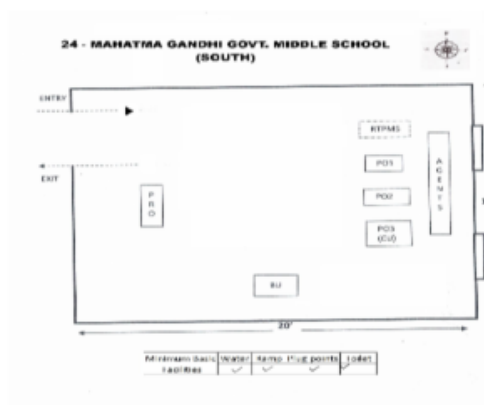 24 - MAHATMA GANDHI GOVT. MIDDLE SCHOOL
(SOUTH)
ENTRY
EXIT
RTPMS
PO1
PO2
PO3
(CU)
AGENTS
PRO
BU
20'
Minimum Basic Facilities Water Ramp Plug points Toilet